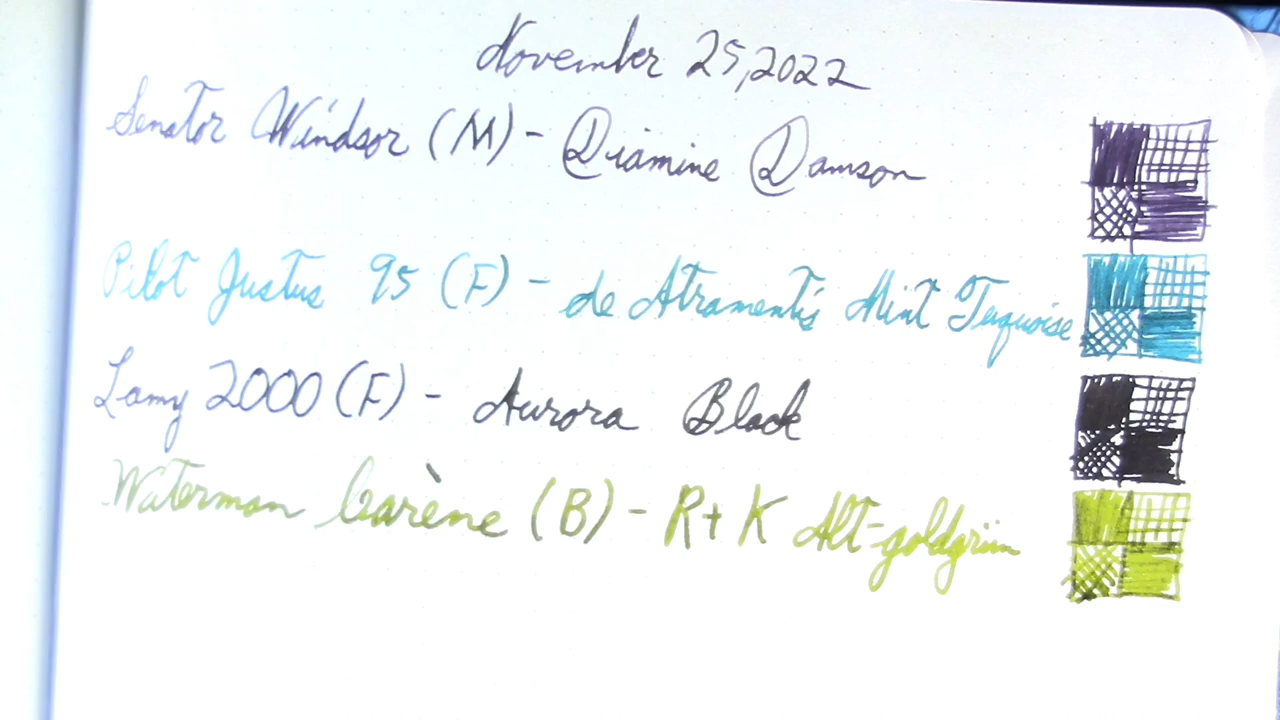 November 25, 2022
Senator Windsor (M) - Diamine Damson
Pilot Justus 95 (F) - de Atramentis Mint Turquoise
Lamy 2000 (F) - Aurora Black
Waterman Carène (B) - R+K Alt-goldgrün